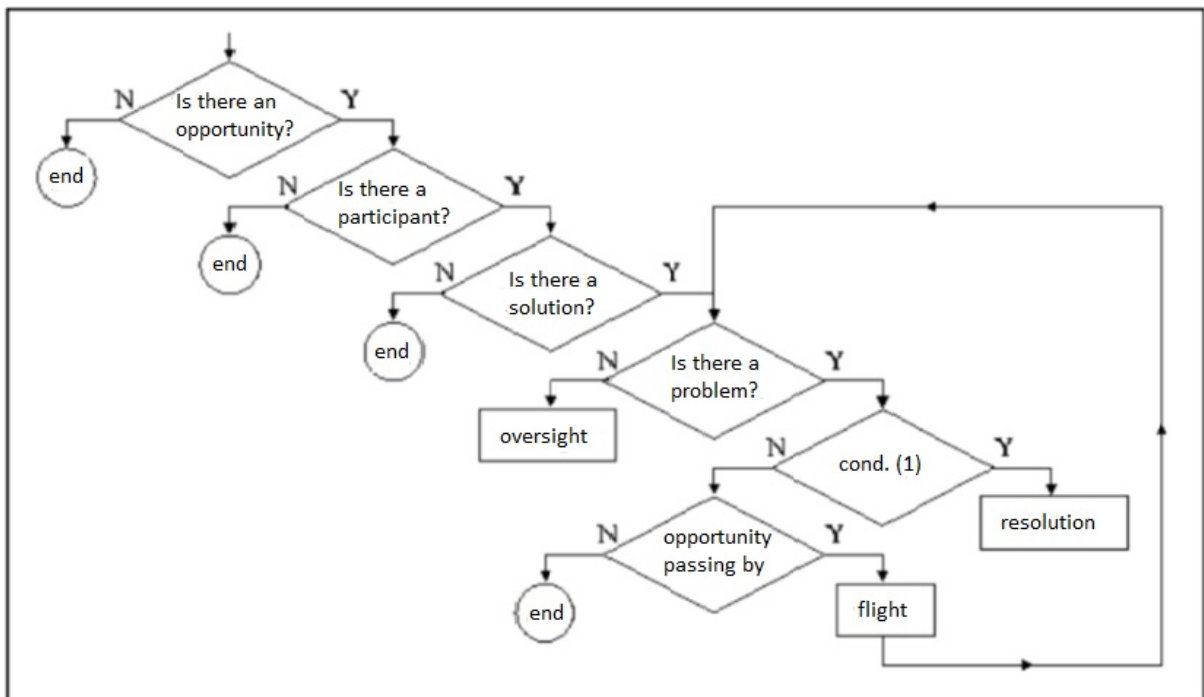 N
Y
Is there an
opportunity?
end
N
Y
Is there a
participant?
end
N
Y
Is there a
solution?
end
N
Y
Is there a
problem?
oversight
N
Y
cond. (1)
resolution
N
Y
opportunity
passing by
end
flight